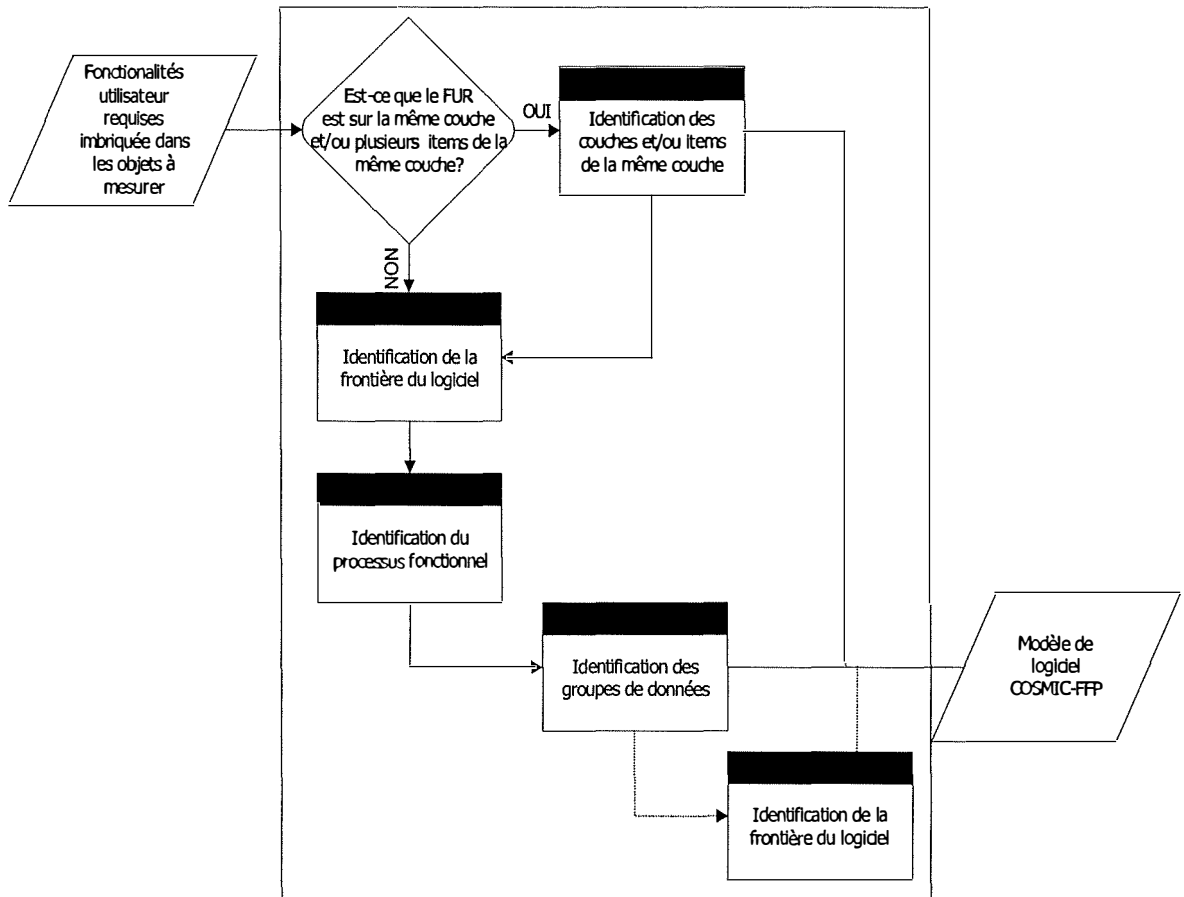 Fonctionalités
utilisateur
requises
imbriquée dans
les objets à
mesurer
Est-ce que le FUR
est sur la même couche
et/ou plusieurs items de la
même couche?
OUI
Identification des
couches et/ou items
de la même couche
NON
Identification de la
frontière du logiciel
Identification du
processus fonctionnel
Identification des
groupes de données
Modèle de
logiciel
COSMIC-FFP
Identification de la
frontière du logiciel